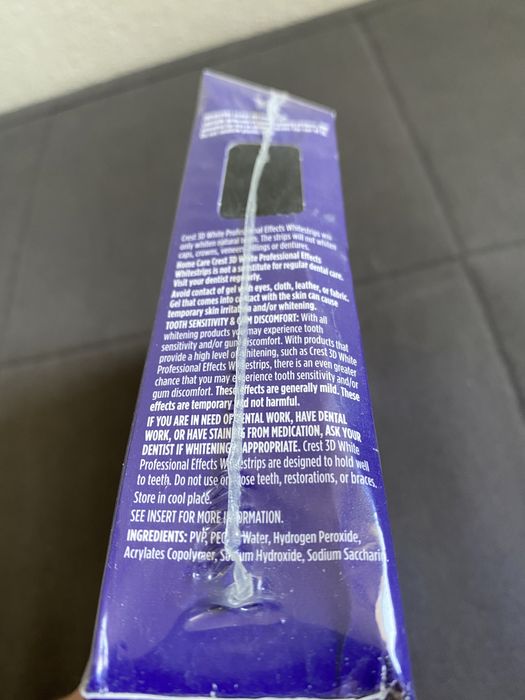 Crest 3D White Professional Effects Whitestrips will
only whiten natural teeth. The strips will not whiten
caps, crowns, veneers, fillings or dentures.
Home Care Crest 3D White Professional Effects
Whitestrips is not a substitute for regular dental care.
Visit your dentist regularly.
Avoid contact of gel with eyes, cloth, leather, or fabric.
Gel that comes into contact with the skin can cause
temporary skin irritation and/or whitening.
TOOTH SENSITIVITY & GUM DISCOMFORT: With all
whitening products you may experience tooth
sensitivity and/or gum discomfort. With products that
provide a high level of whitening, such as Crest 3D White
Professional Effects Whitestrips, there is an even greater
chance that you may experience tooth sensitivity and/or
gum discomfort. These effects are generally mild. These
effects are temporary and not harmful.
IF YOU ARE IN NEED OF DENTAL WORK, HAVE DENTAL
WORK, OR HAVE STAINING FROM MEDICATION, ASK YOUR
DENTIST IF WHITENING IS APPROPRIATE. Crest 3D White
Professional Effects Whitestrips are designed to hold well
to teeth. Do not use on loose teeth, restorations, or braces.
Store in cool place.
SEE INSERT FOR MORE INFORMATION.
INGREDIENTS: PVP, PEG Water, Hydrogen Peroxide,
Acrylates Copolymer, Sodium Hydroxide, Sodium Saccharin.